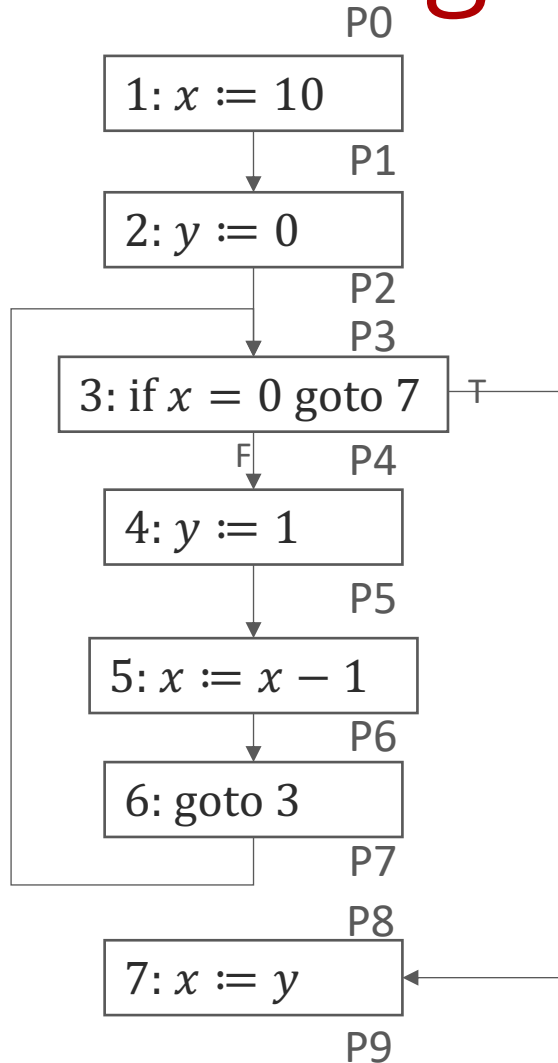 g
P0
1: x := 10
P1
2: y := 0
P2
P3
3: if x = 0 goto 7
T
F
P4
4: y := 1
P5
5: x := x − 1
P6
6: goto 3
P7
P8
7: x := y
P9